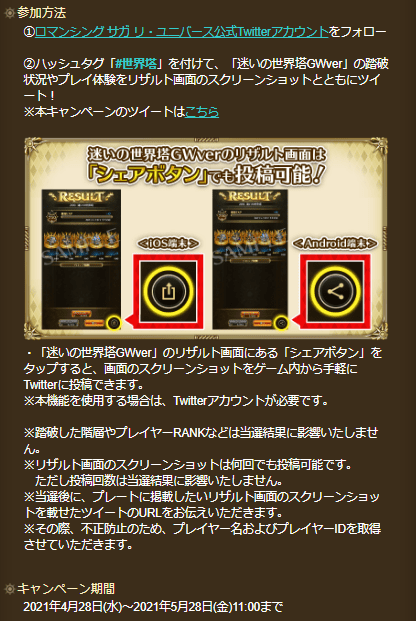 参加方法
①ロマンシング サガ リ・ユニバース公式Twitterアカウントをフォロー
②ハッシュタグ「#世界塔」を付けて、「迷いの世界塔GWver」の踏破
状況やプレイ体験をリザルト画面のスクリーンショットとともにツイ
ート！
※本キャンペーンのツイートはこちら
迷いの世界塔GWverのリザルト画面は
「シェアボタン」でも投稿可能！
RESULT
RESULT
<iOS端末>
<Android端末>
・「迷いの世界塔GWver」のリザルト画面にある「シェアボタン」を
タップすると、画面のスクリーンショットをゲーム内から手軽に
Twitterに投稿できます。
※本機能を使用する場合は、Twitterアカウントが必要です。
※踏破した階層やプレイヤーRANKなどは当選結果に影響いたしませ
ん。
※リザルト画面のスクリーンショットは何回でも投稿可能です。
ただし投稿回数は当選結果に影響いたしません。
※当選後に、プレートに掲載したいリザルト画面のスクリーンショッ
トを載せたツイートのURLをお伝えいただきます。
※その際、不正防止のため、プレイヤー名およびプレイヤーIDを取得
させていただきます。
キャンペーン期間
2021年4月28日(水)～2021年5月28日(金)11:00まで